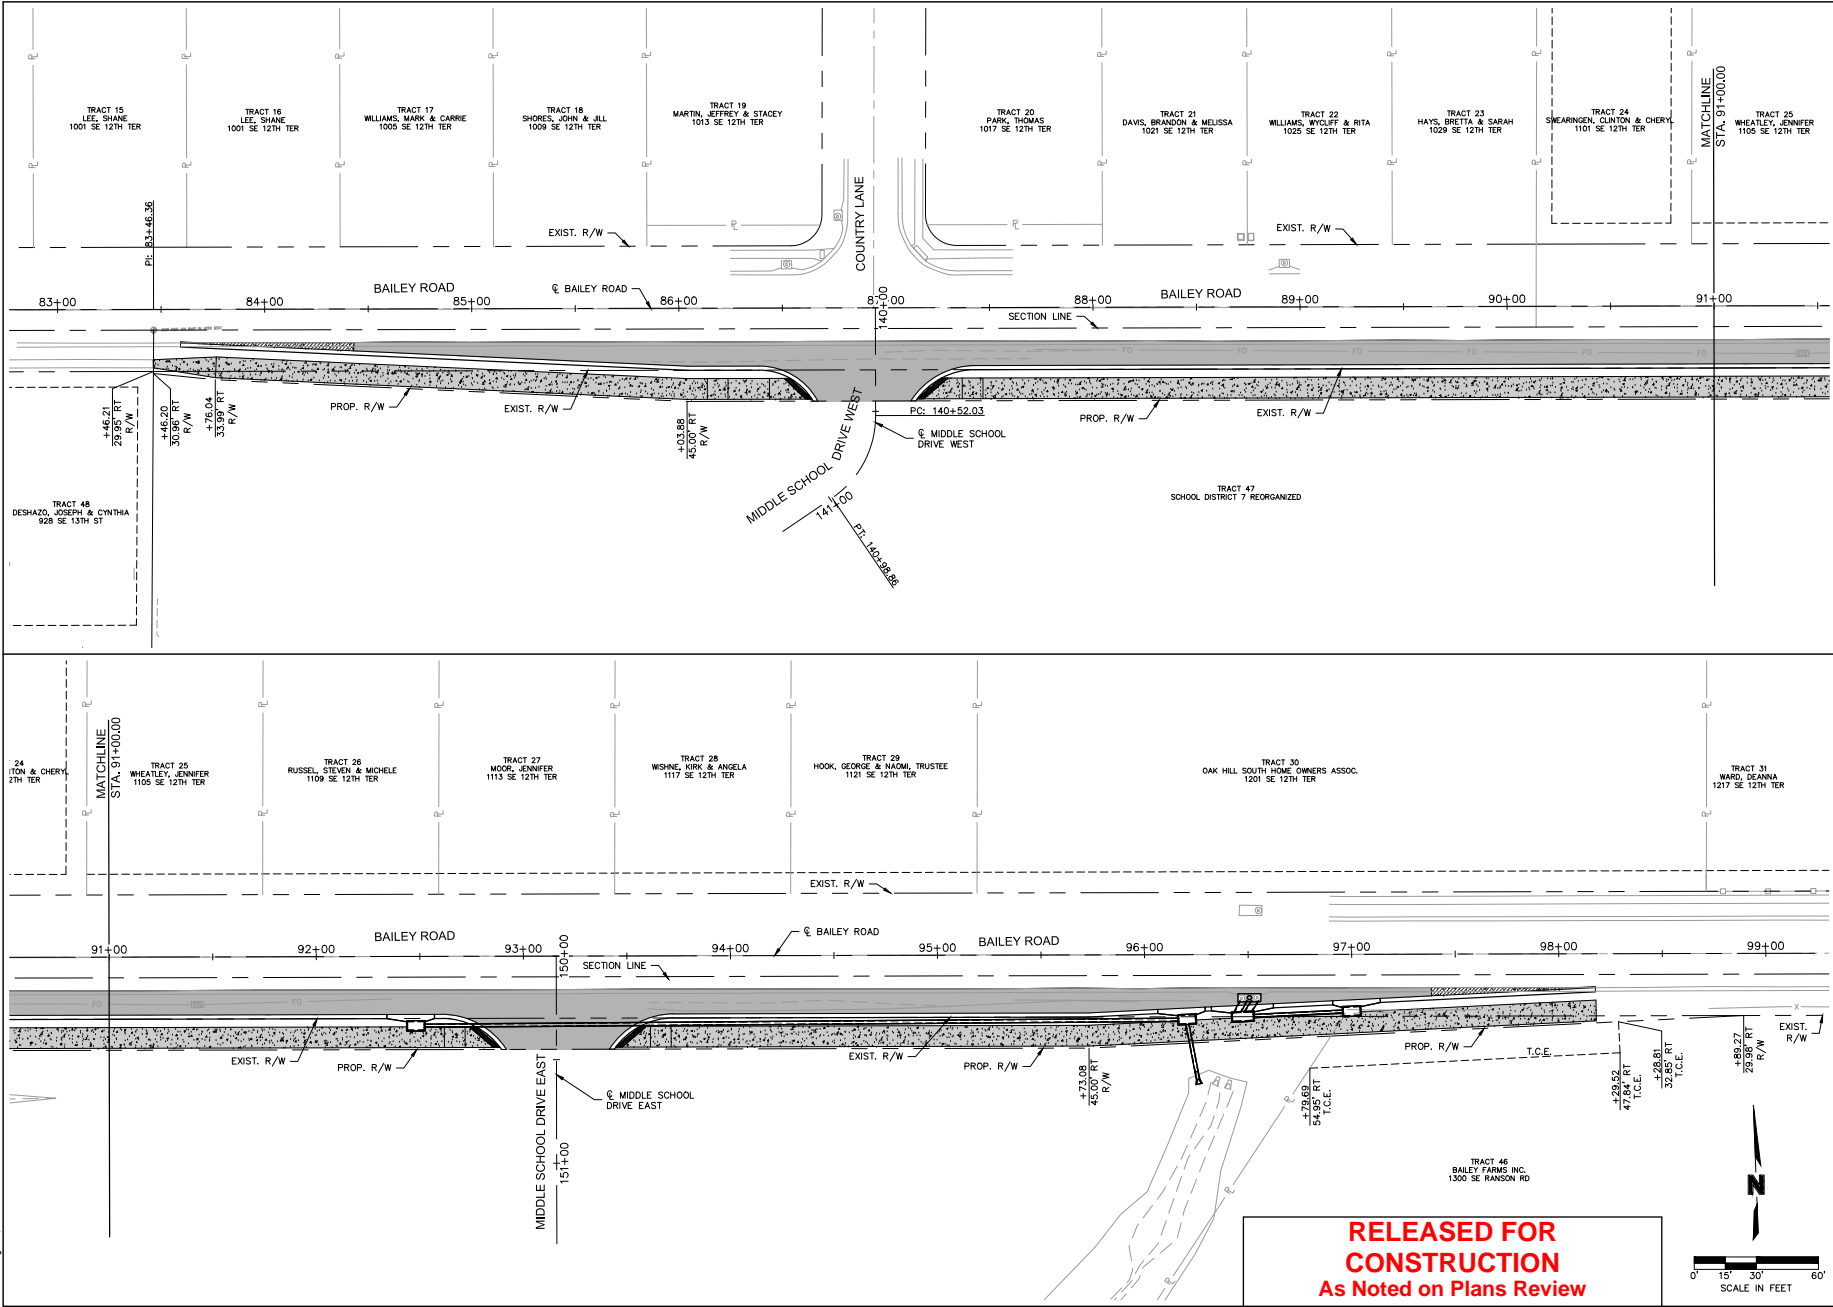 TRACT 15
LEE, SHANE
1001 SE 12TH TER
TRACT 16
LEE, SHANE
1001 SE 12TH TER
TRACT 17
WILLIAMS, MARK & CARRIE
1005 SE 12TH TER
TRACT 18
SHORES, JOHN & JILL
1009 SE 12TH TER
TRACT 19
MARTIN, JEFFREY & STACEY
1013 SE 12TH TER
TRACT 20
PARK, THOMAS
1017 SE 12TH TER
TRACT 21
DAVIS, BRANDON & MELISSA
1021 SE 12TH TER
TRACT 22
WILLIAMS, WYCLIFF & RITA
1025 SE 12TH TER
TRACT 23
HAYS, BRETTA & SARAH
1029 SE 12TH TER
TRACT 24
SWEARINGEN, CLINTON & CHERYL
1101 SE 12TH TER
MATCHLINE
STA. 91+00.00
TRACT 25
WHEATLEY, JENNIFER
1105 SE 12TH TER
PI: 83+46.36
EXIST. R/W
COUNTRY LANE
EXIST. R/W
83+00
84+00
BAILEY ROAD
85+00
℄ BAILEY ROAD
86+00
87+00
140+00
88+00
BAILEY ROAD
89+00
90+00
91+00
SECTION LINE
FO
FO
FO
FO
FO
FO
+46.21
29.95' RT
R/W
+46.20
30.96' RT
R/W
+76.04
33.99' RT
R/W
PROP. R/W
EXIST. R/W
+03.88
45.00' RT
R/W
PC: 140+52.03
℄ MIDDLE SCHOOL
DRIVE WEST
MIDDLE SCHOOL DRIVE WEST
141+00
PT: 140+98.86
PROP. R/W
EXIST. R/W
TRACT 48
DESHAZO, JOSEPH & CYNTHIA
928 SE 13TH ST
TRACT 47
SCHOOL DISTRICT 7 REORGANIZED
24
TON & CHERYL
2TH TER
MATCHLINE
STA. 91+00.00
TRACT 25
WHEATLEY, JENNIFER
1105 SE 12TH TER
TRACT 26
RUSSEL, STEVEN & MICHELE
1109 SE 12TH TER
TRACT 27
MOOR, JENNIFER
1113 SE 12TH TER
TRACT 28
WISHNE, KIRK & ANGELA
1117 SE 12TH TER
TRACT 29
HOOK, GEORGE & NAOMI, TRUSTEE
1121 SE 12TH TER
TRACT 30
OAK HILL SOUTH HOME OWNERS ASSOC.
1201 SE 12TH TER
TRACT 31
WARD, DEANNA
1217 SE 12TH TER
EXIST. R/W
91+00
92+00
BAILEY ROAD
93+00
150+00
94+00
℄ BAILEY ROAD
95+00
BAILEY ROAD
96+00
97+00
98+00
99+00
SECTION LINE
FO
FO
EXIST. R/W
PROP. R/W
MIDDLE SCHOOL DRIVE EAST
℄ MIDDLE SCHOOL
DRIVE EAST
151+00
EXIST. R/W
PROP. R/W
+73.08
45.00' RT
R/W
+79.69
54.95' RT
T.C.E.
PROP. R/W
T.C.E.
+29.52
47.84' RT
T.C.E.
+28.81
32.85' RT
T.C.E.
+89.27
29.98' RT
R/W
EXIST.
R/W
TRACT 46
BAILEY FARMS INC.
1300 SE RANSON RD
N
RELEASED FOR
CONSTRUCTION
As Noted on Plans Review
0' 15' 30' 60'
SCALE IN FEET